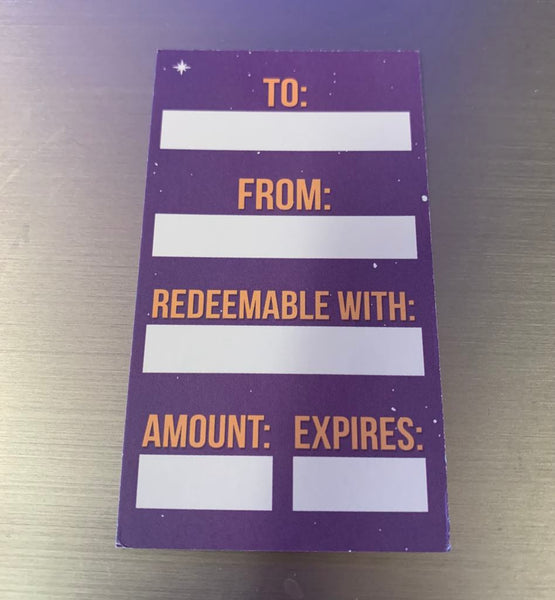 TO:
FROM:
REDEEMABLE WITH:
AMOUNT: EXPIRES: